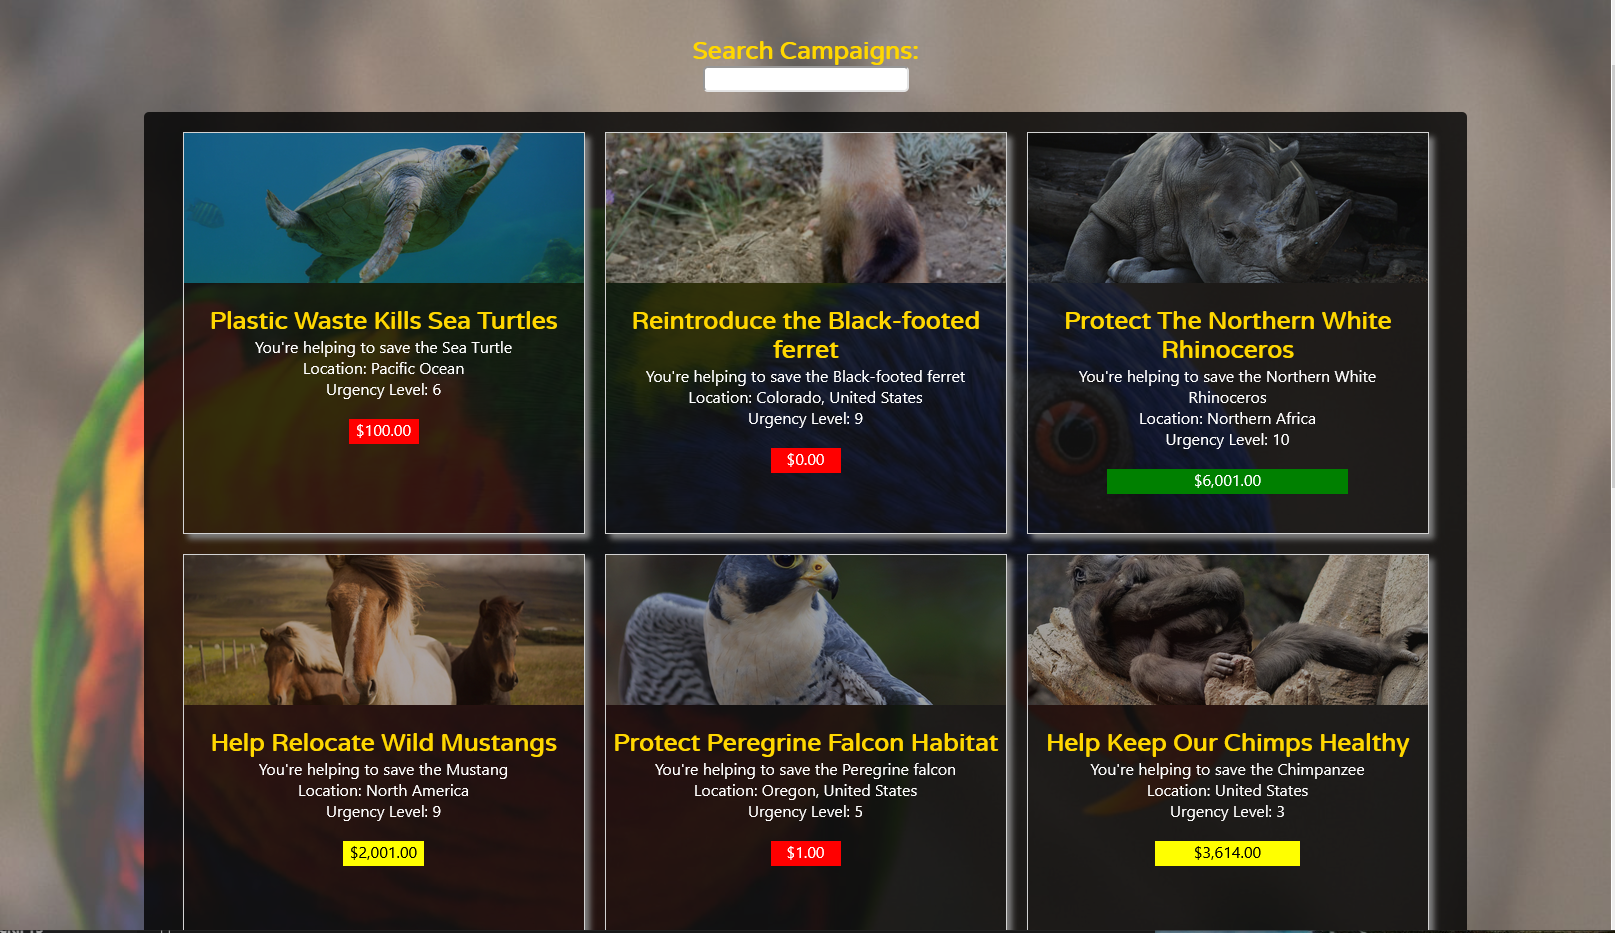 Search Campaigns:
Plastic Waste Kills Sea Turtles
You're helping to save the Sea Turtle
Location: Pacific Ocean
Urgency Level: 6
$100.00
Reintroduce the Black-footed
ferret
You're helping to save the Black-footed ferret
Location: Colorado, United States
Urgency Level: 9
$0.00
Protect The Northern White
Rhinoceros
You're helping to save the Northern White
Rhinoceros
Location: Northern Africa
Urgency Level: 10
$6,001.00
Help Relocate Wild Mustangs
You're helping to save the Mustang
Location: North America
Urgency Level: 9
$2,001.00
Protect Peregrine Falcon Habitat
You're helping to save the Peregrine falcon
Location: Oregon, United States
Urgency Level: 5
$1.00
Help Keep Our Chimps Healthy
You're helping to save the Chimpanzee
Location: United States
Urgency Level: 3
$3,614.00